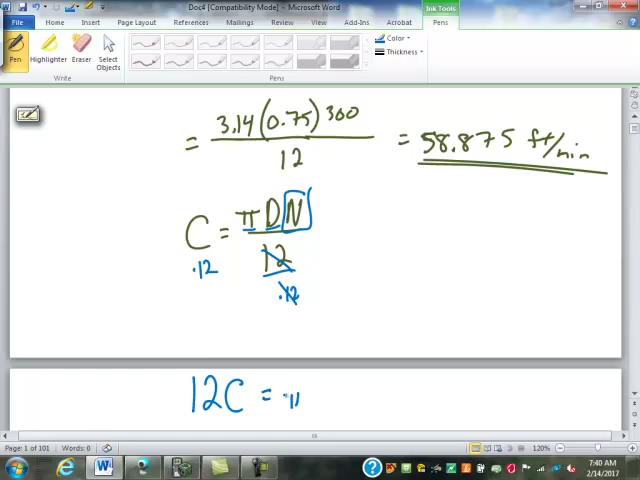 Doc4 [Compatibility Mode] - Microsoft Word
Ink Tools
File Home Insert Page Layout References Mailings Review View Add-Ins Acrobat Pens
Pen Highlighter Eraser Select Objects
Color
Thickness
Write Pens
= 3.14(0.75)300 / 12 = 58.875 ft/min
C = πDN / 12
·12 ·12
12C =
Page: 1 of 101 Words: 0 120%
7:40 AM
2/14/2017